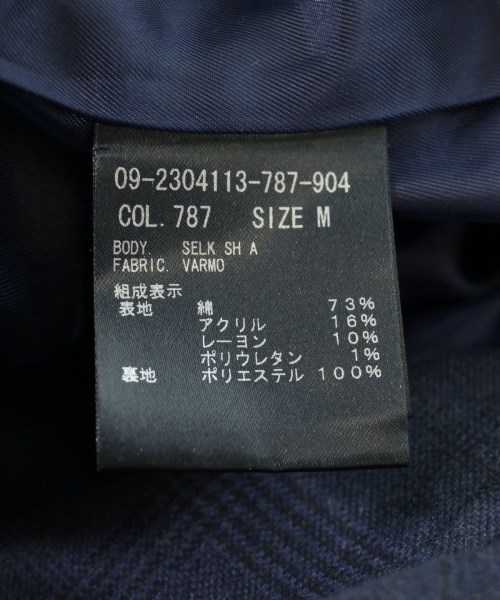 09-2304113-787-904
COL. 787 SIZE M
BODY. SELK SH A
FABRIC. VARMO
組成表示
表地 綿 73%
アクリル 16%
レーヨン 10%
ポリウレタン 1%
裏地 ポリエステル 100%